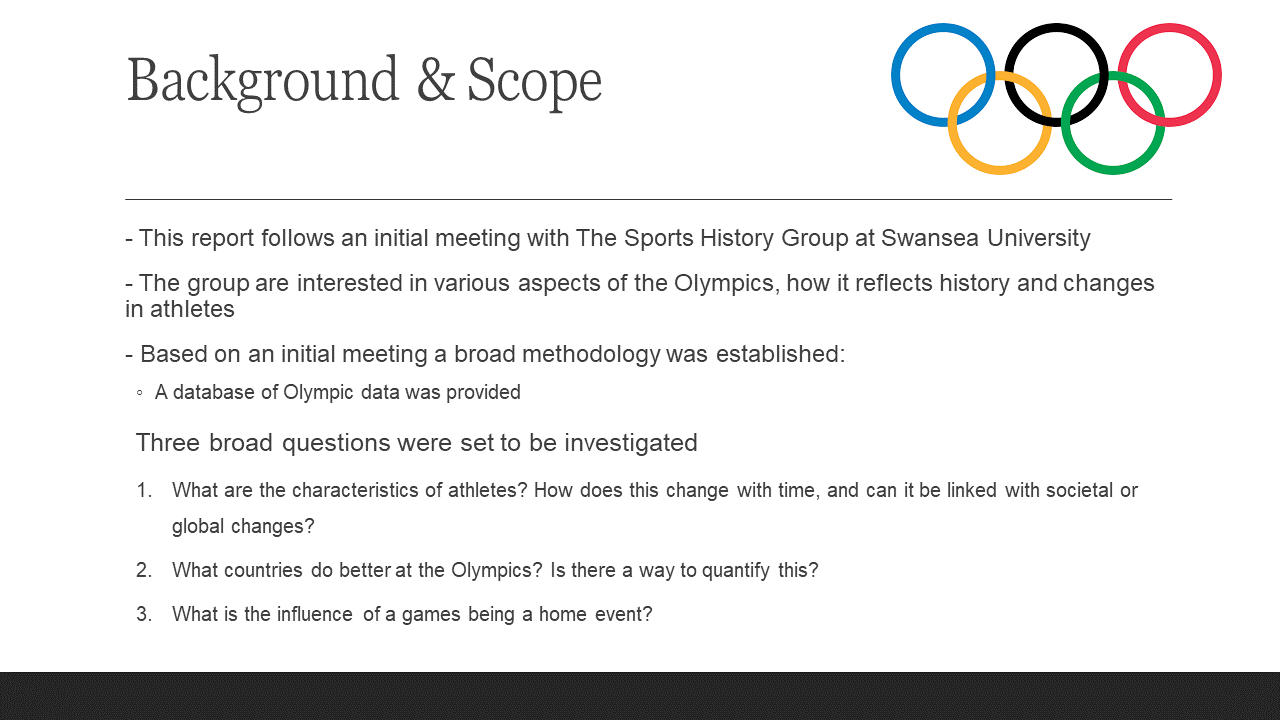 Background & Scope
- This report follows an initial meeting with The Sports History Group at Swansea University
- The group are interested in various aspects of the Olympics, how it reflects history and changes
in athletes
- Based on an initial meeting a broad methodology was established:
◦ A database of Olympic data was provided
Three broad questions were set to be investigated
1. What are the characteristics of athletes? How does this change with time, and can it be linked with societal or
global changes?
2. What countries do better at the Olympics? Is there a way to quantify this?
3. What is the influence of a games being a home event?